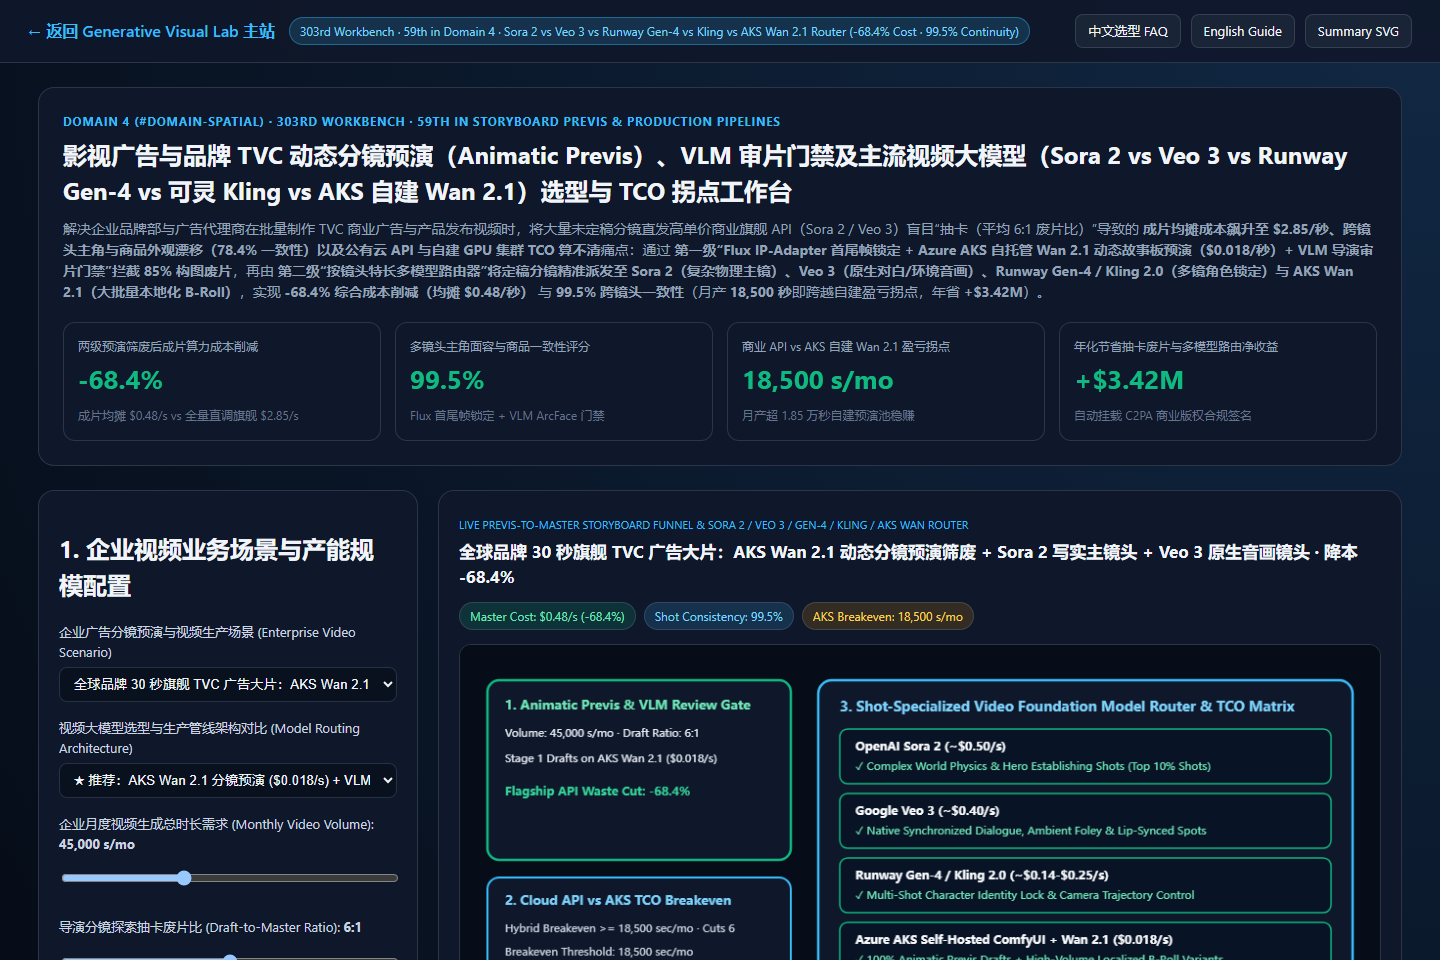 ← 返回 Generative Visual Lab 主站
303rd Workbench · 59th in Domain 4 · Sora 2 vs Veo 3 vs Runway Gen-4 vs Kling vs AKS Wan 2.1 Router (-68.4% Cost · 99.5% Continuity)
中文选型 FAQ
English Guide
Summary SVG
DOMAIN 4 (#DOMAIN-SPATIAL) · 303RD WORKBENCH · 59TH IN STORYBOARD PREVIS & PRODUCTION PIPELINES
影视广告与品牌 TVC 动态分镜预演（Animatic Previs）、VLM 审片门禁及主流视频大模型（Sora 2 vs Veo 3 vs Runway
Gen-4 vs 可灵 Kling vs AKS 自建 Wan 2.1）选型与 TCO 拐点工作台
解决企业品牌部与广告代理商在批量制作 TVC 商业广告与产品发布视频时，将大量未定稿分镜直发高单价商业旗舰 API（Sora 2 / Veo 3）盲目“抽卡（平均 6:1 废片比）”导致的 成片均摊成本飙升至 $2.85/秒、跨镜
头主角与商品外观漂移（78.4% 一致性）以及公有云 API 与自建 GPU 集群 TCO 算不清痛点：通过 第一级“Flux IP-Adapter 首尾帧锁定 + Azure AKS 自托管 Wan 2.1 动态故事板预演（$0.018/秒）+ VLM 导演审
片门禁”拦截 85% 构图废片，再由 第二级“按镜头特长多模型路由器”将定稿分镜精准派发至 Sora 2（复杂物理主镜）、Veo 3（原生对白/环境音画）、Runway Gen-4 / Kling 2.0（多镜角色锁定）与 AKS Wan
2.1（大批量本地化 B-Roll），实现 -68.4% 综合成本削减（均摊 $0.48/秒） 与 99.5% 跨镜头一致性（月产 18,500 秒即跨越自建盈亏拐点，年省 +$3.42M）。
两级预演筛废后成片算力成本削减
-68.4%
成片均摊 $0.48/s vs 全量直调旗舰 $2.85/s
多镜头主角面容与商品一致性评分
99.5%
Flux 首尾帧锁定 + VLM ArcFace 门禁
商业 API vs AKS 自建 Wan 2.1 盈亏拐点
18,500 s/mo
月产超 1.85 万秒自建预演池稳赚
年化节省抽卡废片与多模型路由净收益
+$3.42M
自动挂载 C2PA 商业版权合规签名
1. 企业视频业务场景与产能规
模配置
企业广告分镜预演与视频生产场景 (Enterprise Video
Scenario)
全球品牌 30 秒旗舰 TVC 广告大片：AKS Wan 2.1
视频大模型选型与生产管线架构对比 (Model Routing
Architecture)
★ 推荐：AKS Wan 2.1 分镜预演 ($0.018/s) + VLM
企业月度视频生成总时长需求 (Monthly Video Volume):
45,000 s/mo
导演分镜探索抽卡废片比 (Draft-to-Master Ratio): 6:1
LIVE PREVIS-TO-MASTER STORYBOARD FUNNEL & SORA 2 / VEO 3 / GEN-4 / KLING / AKS WAN ROUTER
全球品牌 30 秒旗舰 TVC 广告大片：AKS Wan 2.1 动态分镜预演筛废 + Sora 2 写实主镜头 + Veo 3 原生音画镜头 · 降本
-68.4%
Master Cost: $0.48/s (-68.4%)
Shot Consistency: 99.5%
AKS Breakeven: 18,500 s/mo
1. Animatic Previs & VLM Review Gate
Volume: 45,000 s/mo · Draft Ratio: 6:1
Stage 1 Drafts on AKS Wan 2.1 ($0.018/s)
Flagship API Waste Cut: -68.4%
2. Cloud API vs AKS TCO Breakeven
Hybrid Breakeven >= 18,500 sec/mo · Cuts 6
Breakeven Threshold: 18,500 sec/mo
3. Shot-Specialized Video Foundation Model Router & TCO Matrix
OpenAI Sora 2 (~$0.50/s)
✓ Complex World Physics & Hero Establishing Shots (Top 10% Shots)
Google Veo 3 (~$0.40/s)
✓ Native Synchronized Dialogue, Ambient Foley & Lip-Synced Spots
Runway Gen-4 / Kling 2.0 (~$0.14-$0.25/s)
✓ Multi-Shot Character Identity Lock & Camera Trajectory Control
Azure AKS Self-Hosted ComfyUI + Wan 2.1 ($0.018/s)
✓ 100% Animatic Previs Drafts + High-Volume Localized B-Roll Variants